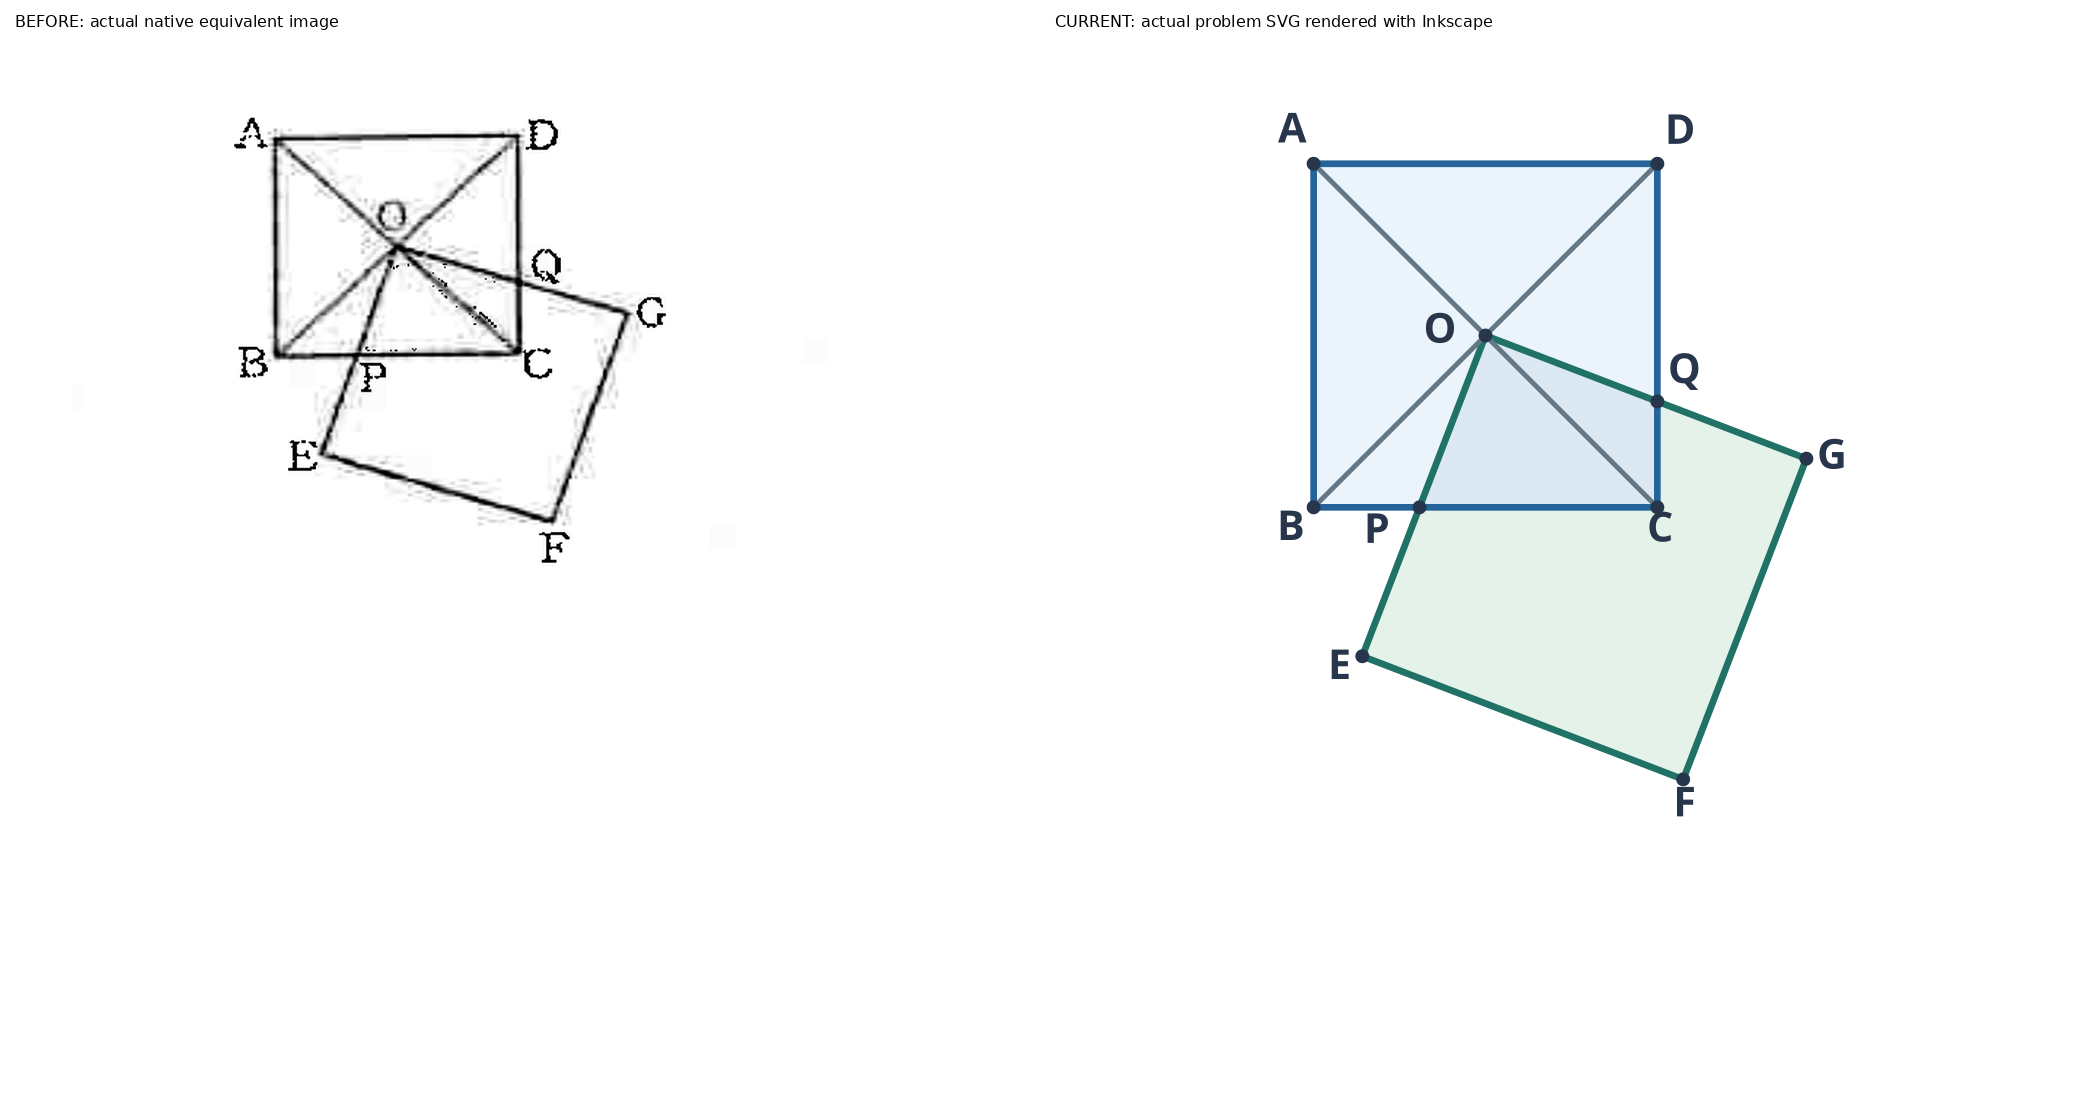 BEFORE: actual native equivalent image
A
D
O
Q
G
B
P
C
E
F
CURRENT: actual problem SVG rendered with Inkscape
A
D
O
Q
G
B
P
C
E
F